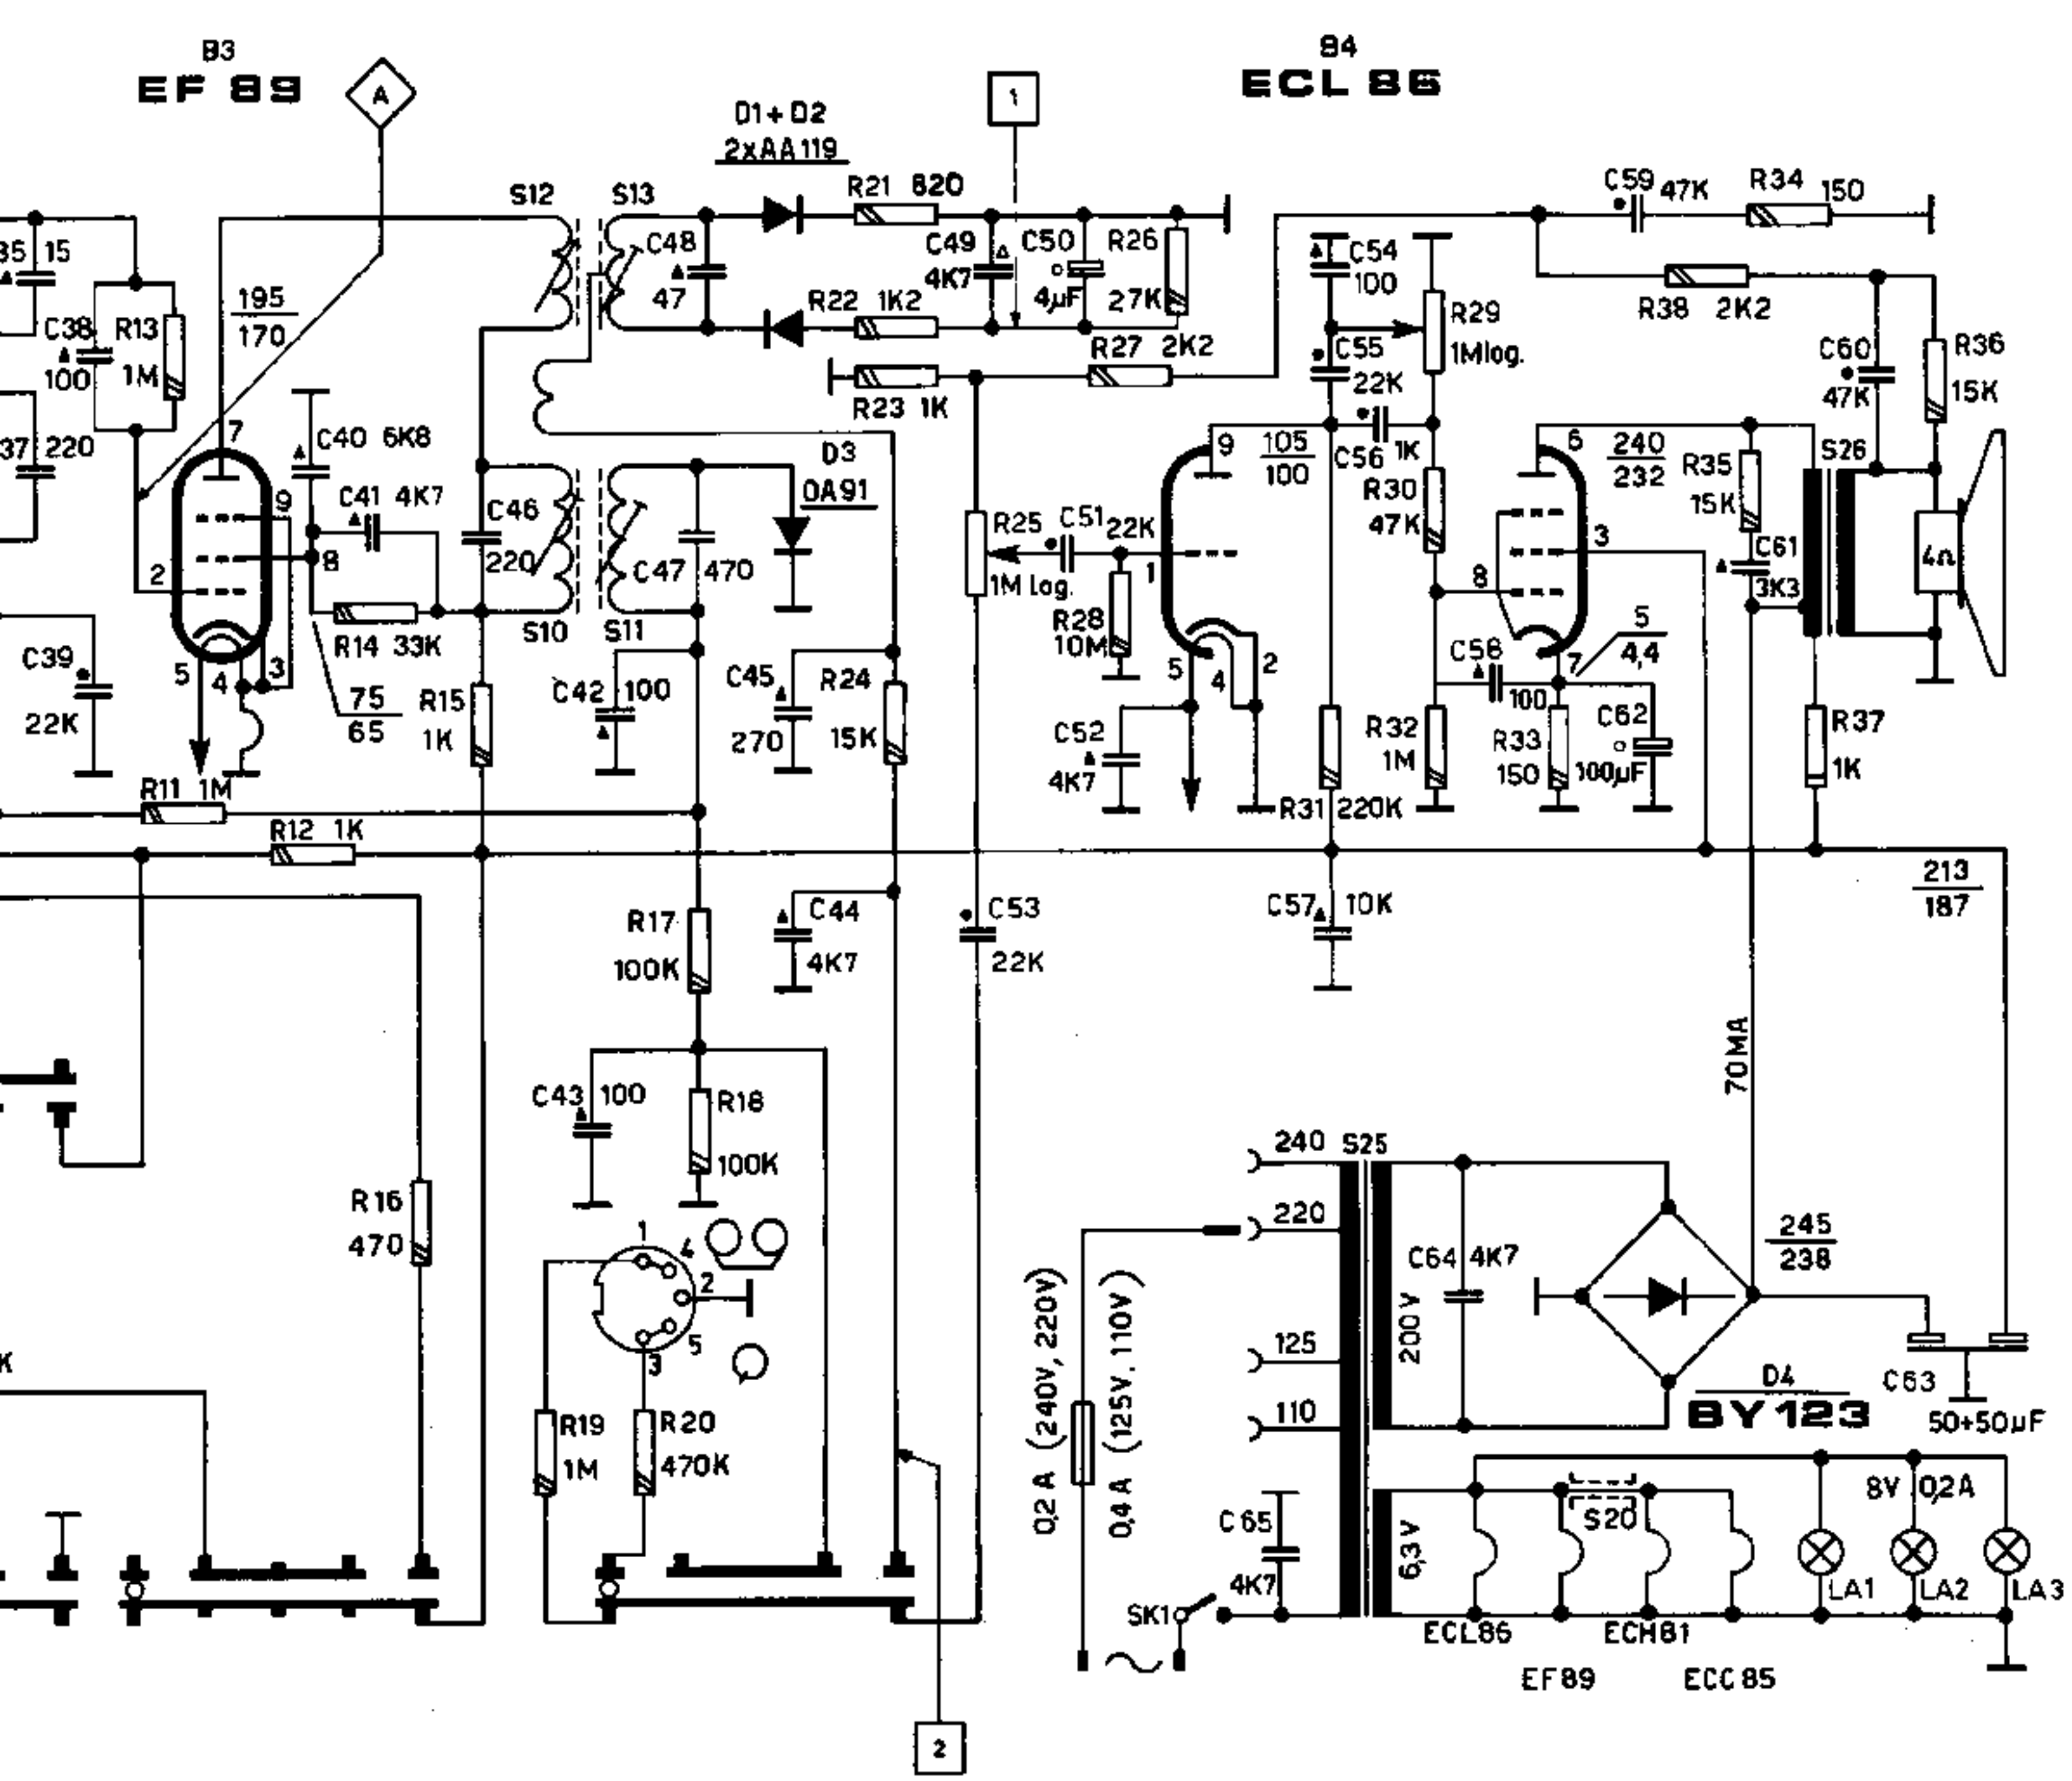 B3
EF 89
A
D1+D2
2xAA119
1
B4
ECL 86
S12
S13
R21 820
C48
47
C49
4K7
C50
4µF
R26
27K
R22 1K2
R27 2K2
R23 1K
C54
100
R29
1Mlog.
C55
22K
C56
1K
C59 47K
R34
150
R38 2K2
C60
47K
R36
15K
35 15
C38
100
R13
1M
195
170
37 220
7
9
8
2
5
4
3
C40 6K8
C41 4K7
R14 33K
75
65
C46
220
S10
S11
C47 470
D3
OA91
R25
1M log.
C51 22K
R28
10M
9
1
5
4
2
105
100
R30
47K
6
3
8
7
240
232
R35
15K
C61
3K3
S26
4Ω
5
4,4
C58
100
C62
100µF
R33
150
R32
1M
R37
1K
C39
22K
R15
1K
C42 100
C45
270
R24
15K
C52
4K7
R31 220K
R11 1M
R12 1K
213
187
R17
100K
C44
4K7
C53
22K
C57 10K
70MA
C43 100
R18
100K
R16
470
1
4
2
5
3
R19
1M
R20
470K
K
240
220
125
110
S25
0,2 A (240V, 220V)
0,4 A (125V, 110V)
C64 4K7
200V
245
238
D4
BY123
C63
50+50µF
C65
4K7
SK1
6,3V
S20
8V 0,2A
LA1
LA2
LA3
ECL86
ECH81
EF89
ECC85
2